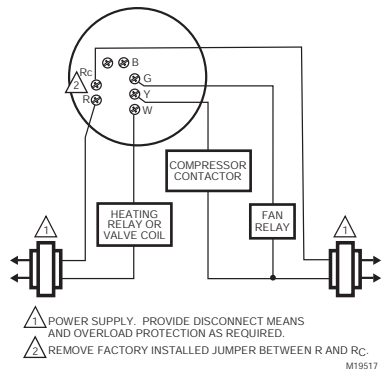 B
Rc
G
2
R
Y
W
COMPRESSOR
CONTACTOR
HEATING
RELAY OR
VALVE COIL
FAN
RELAY
1
1
1 POWER SUPPLY. PROVIDE DISCONNECT MEANS
AND OVERLOAD PROTECTION AS REQUIRED.
2 REMOVE FACTORY INSTALLED JUMPER BETWEEN R AND RC.
M19517